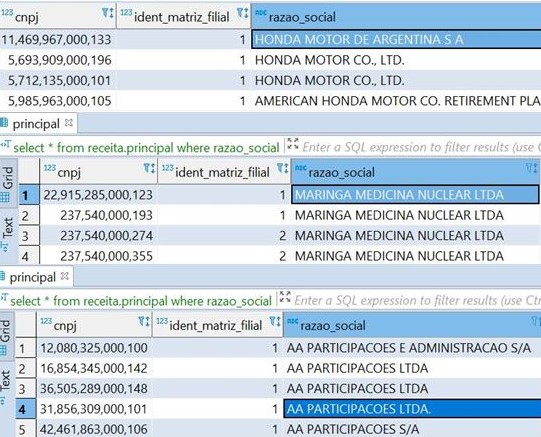 123 cnpj 123 ident_matriz_filial ABC razao_social
11,469,967,000,133 1 HONDA MOTOR DE ARGENTINA S A
5,693,909,000,196 1 HONDA MOTOR CO., LTD.
5,712,135,000,101 1 HONDA MOTOR CO., LTD.
5,985,963,000,105 1 AMERICAN HONDA MOTOR CO. RETIREMENT PLA
principal
select * from receita.principal where razao_social Enter a SQL expression to filter results (use C
Grid
Text
123 cnpj 123 ident_matriz_filial ABC razao_social
1 22,915,285,000,123 1 MARINGA MEDICINA NUCLEAR LTDA
2 237,540,000,193 1 MARINGA MEDICINA NUCLEAR LTDA
3 237,540,000,274 2 MARINGA MEDICINA NUCLEAR LTDA
4 237,540,000,355 2 MARINGA MEDICINA NUCLEAR LTDA
principal
select * from receita.principal where razao_social Enter a SQL expression to filter results (use Ctr
Grid
Text
123 cnpj 123 ident_matriz_filial ABC razao_social
1 12,080,325,000,100 1 AA PARTICIPACOES E ADMINISTRACAO S/A
2 16,854,345,000,142 1 AA PARTICIPACOES LTDA
3 36,505,289,000,148 1 AA PARTICIPACOES LTDA
4 31,856,309,000,101 1 AA PARTICIPACOES LTDA.
5 42,461,863,000,106 1 AA PARTICIPACOES S/A